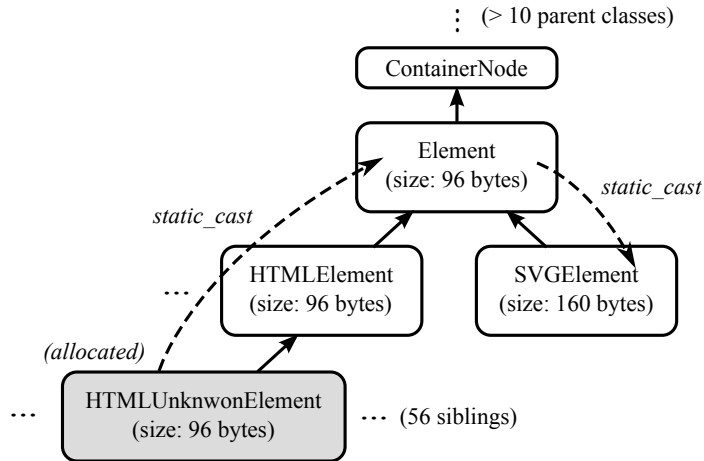 ⋮ (> 10 parent classes)
ContainerNode
Element
(size: 96 bytes)
static_cast
static_cast
HTMLElement
(size: 96 bytes)
SVGElement
(size: 160 bytes)
...
(allocated)
HTMLUnknwonElement
(size: 96 bytes)
...
... (56 siblings)